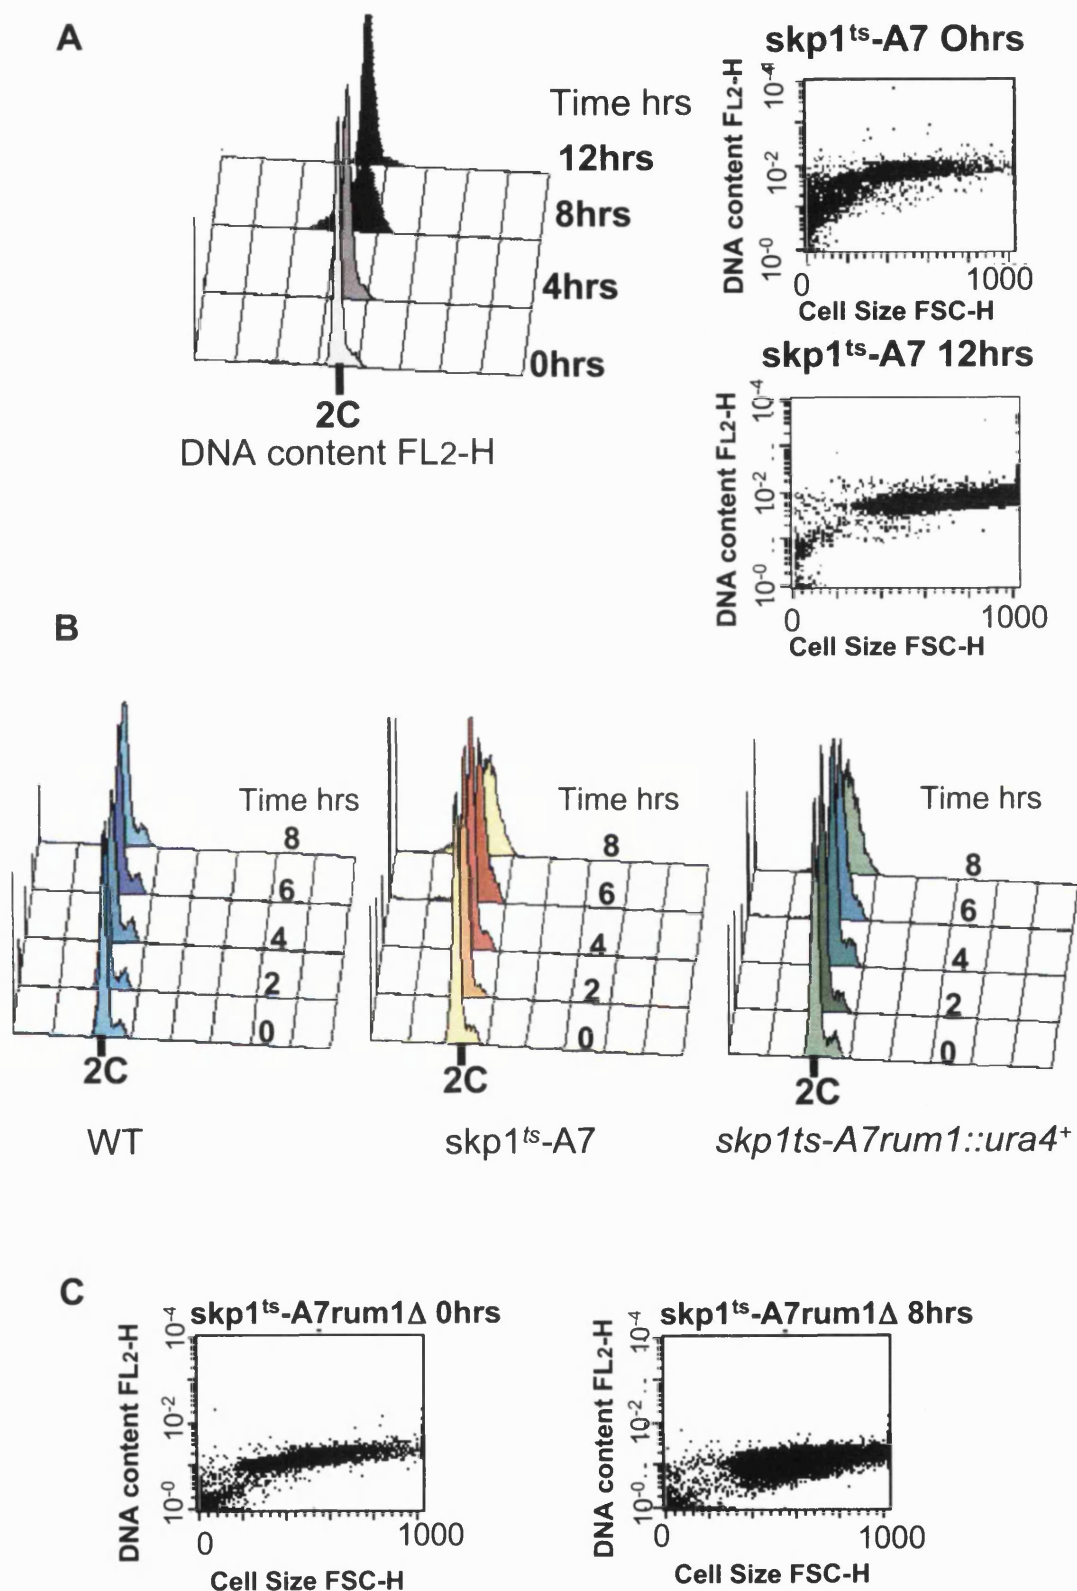 A
Time hrs
12hrs
8hrs
4hrs
0hrs
2C
DNA content FL2-H
skp1ts-A7 Ohrs
DNA content FL2-H
10-4
10-2
10-0
0
1000
Cell Size FSC-H
skp1ts-A7 12hrs
DNA content FL2-H
10-4
10-2
10-0
0
1000
Cell Size FSC-H
B
Time hrs
8
6
4
2
0
2C
WT
Time hrs
8
6
4
2
0
2C
skp1ts-A7
Time hrs
8
6
4
2
0
2C
skp1ts-A7rum1::ura4+
C
skp1ts-A7rum1Δ 0hrs
DNA content FL2-H
10-4
10-2
10-0
0
1000
Cell Size FSC-H
skp1ts-A7rum1Δ 8hrs
DNA content FL2-H
10-4
10-2
10-0
0
1000
Cell Size FSC-H